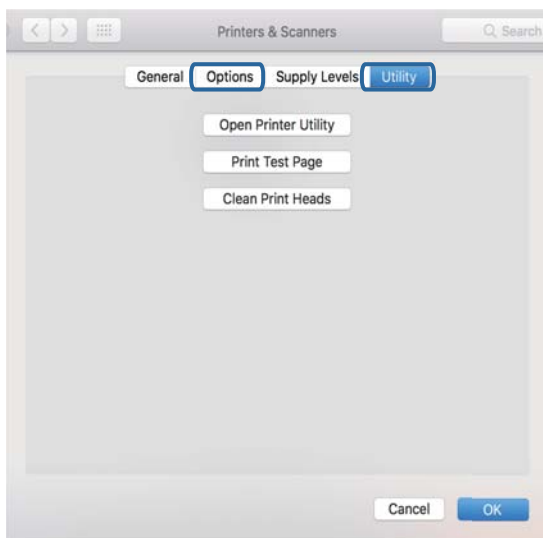 Printers & Scanners
Search
General Options Supply Levels Utility
Open Printer Utility
Print Test Page
Clean Print Heads
Cancel OK